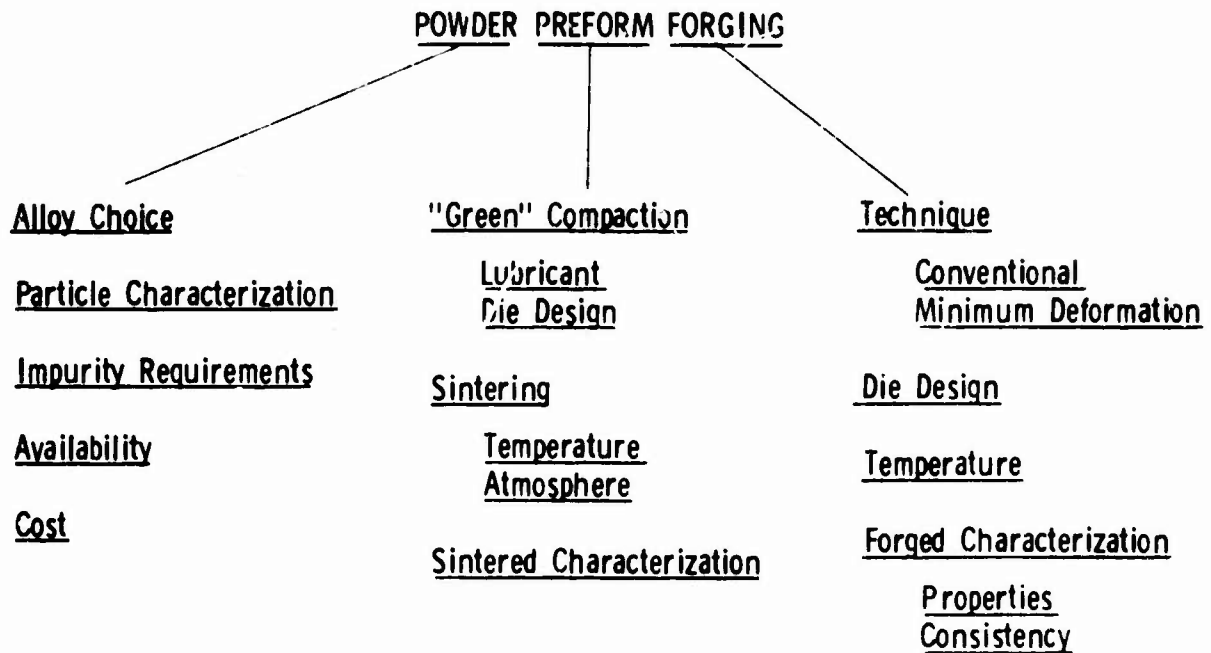 POWDER PREFORM FORGING
Alloy Choice
Particle Characterization
Impurity Requirements
Availability
Cost
"Green" Compaction
Lubricant
Die Design
Sintering
Temperature
Atmosphere
Sintered Characterization
Technique
Conventional
Minimum Deformation
Die Design
Temperature
Forged Characterization
Properties
Consistency